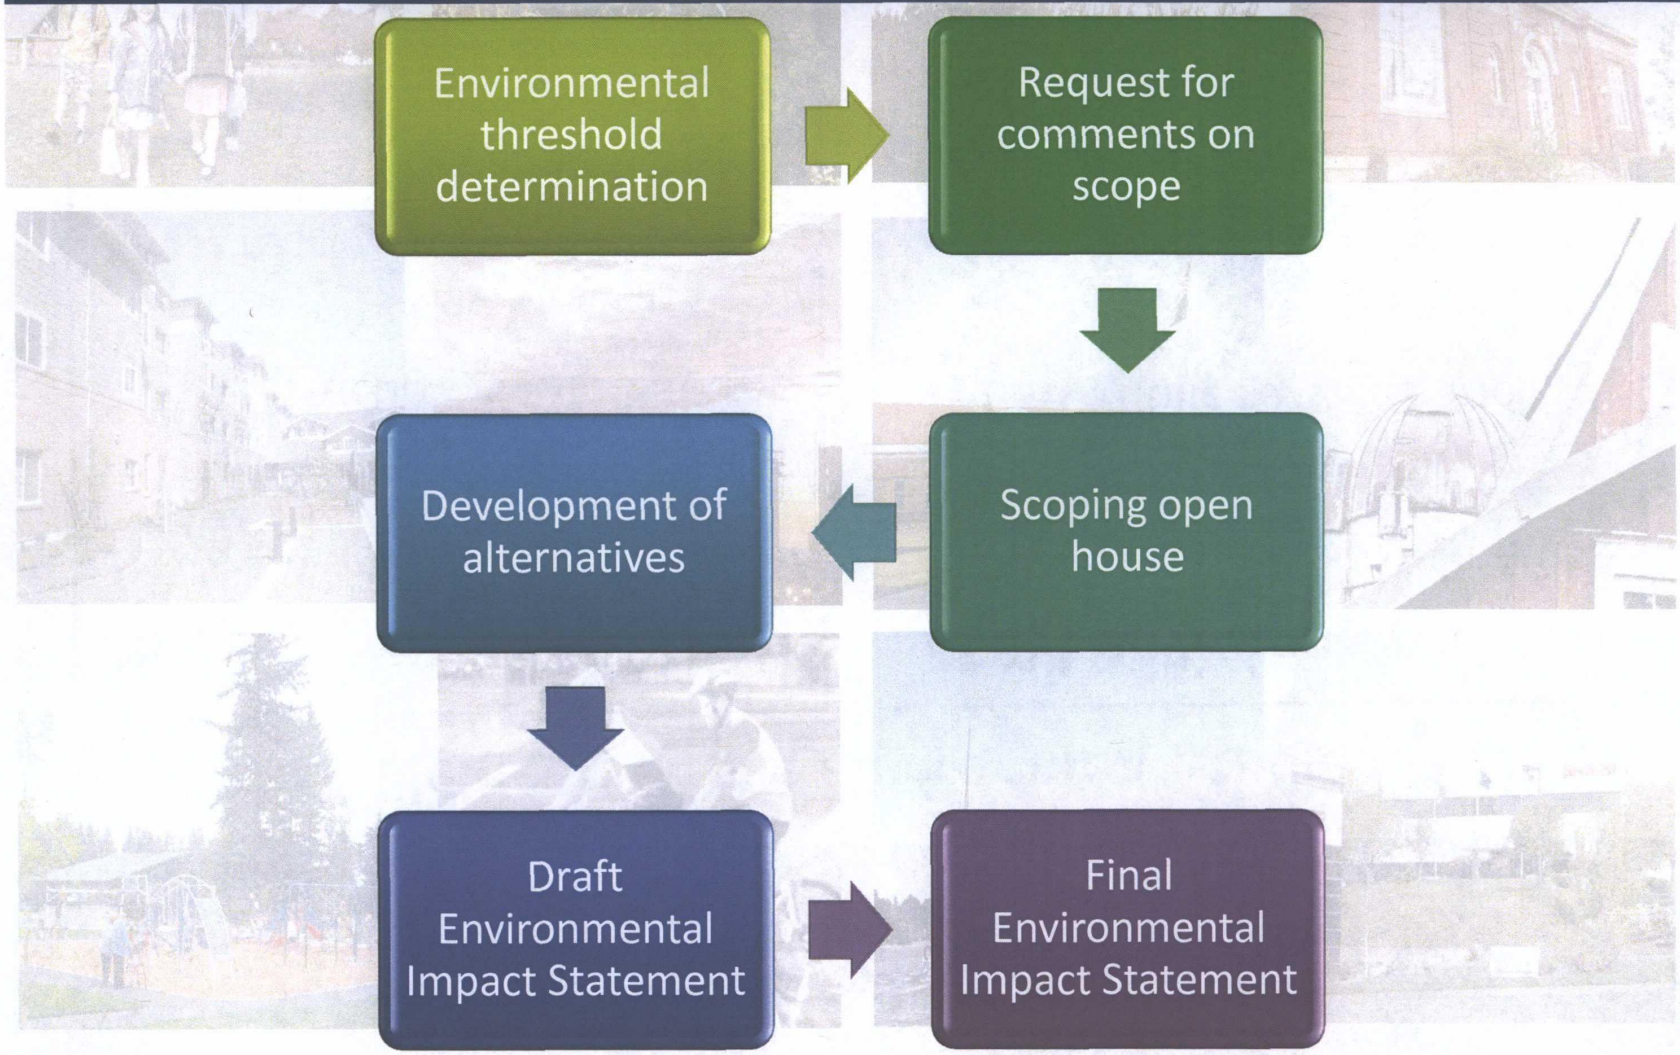 Environmental
threshold
determination
Request for
comments on
scope
Scoping open
house
Development of
alternatives
Draft
Environmental
Impact Statement
Final
Environmental
Impact Statement